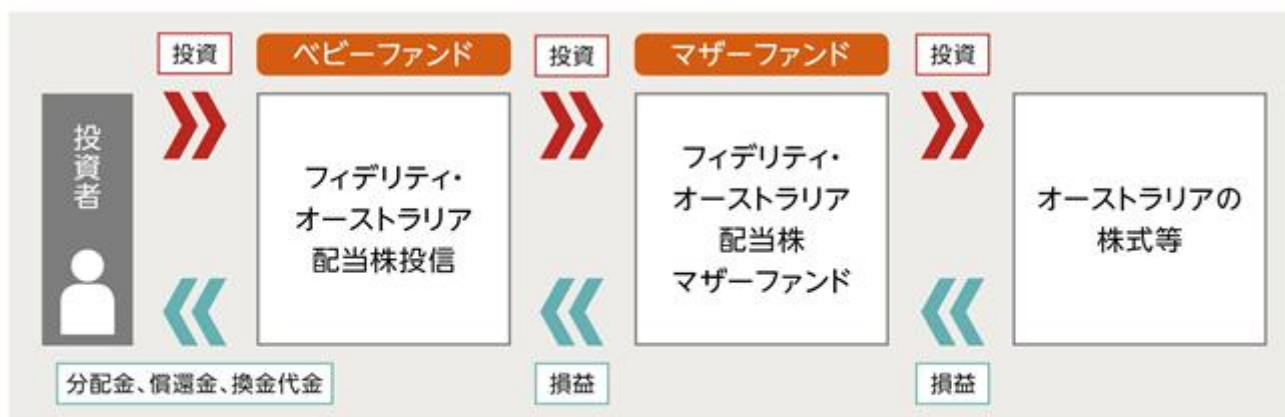 投資
ベビーファンド
投資
マザーファンド
投資
投資者
フィデリティ・
オーストラリア
配当株投信
フィデリティ・
オーストラリア
配当株
マザーファンド
オーストラリアの
株式等
分配金、償還金、換金代金
損益
損益